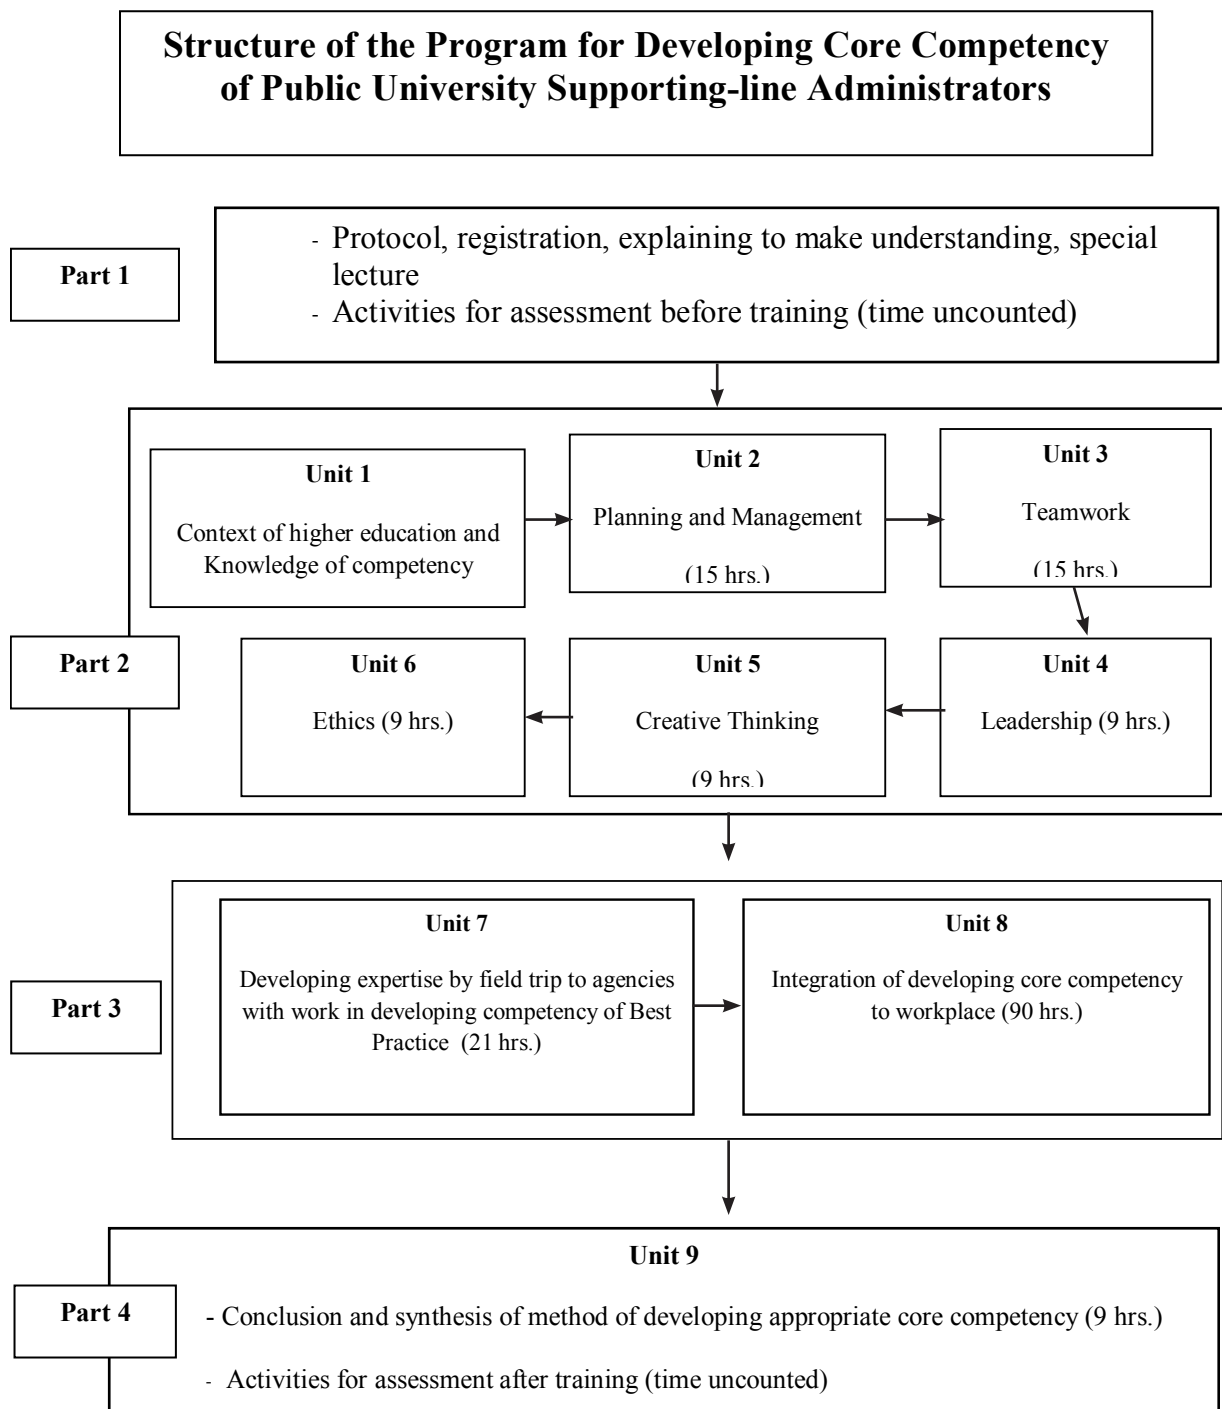 Structure of the Program for Developing Core Competency
of Public University Supporting-line Administrators
Part 1
- Protocol, registration, explaining to make understanding, special
lecture
- Activities for assessment before training (time uncounted)
Part 2
Unit 1
Context of higher education and
Knowledge of competency
Unit 2
Planning and Management
(15 hrs.)
Unit 3
Teamwork
(15 hrs.)
Unit 4
Leadership (9 hrs.)
Unit 5
Creative Thinking
(9 hrs.)
Unit 6
Ethics (9 hrs.)
Part 3
Unit 7
Developing expertise by field trip to agencies
with work in developing competency of Best
Practice (21 hrs.)
Unit 8
Integration of developing core competency
to workplace (90 hrs.)
Part 4
Unit 9
- Conclusion and synthesis of method of developing appropriate core competency (9 hrs.)
- Activities for assessment after training (time uncounted)